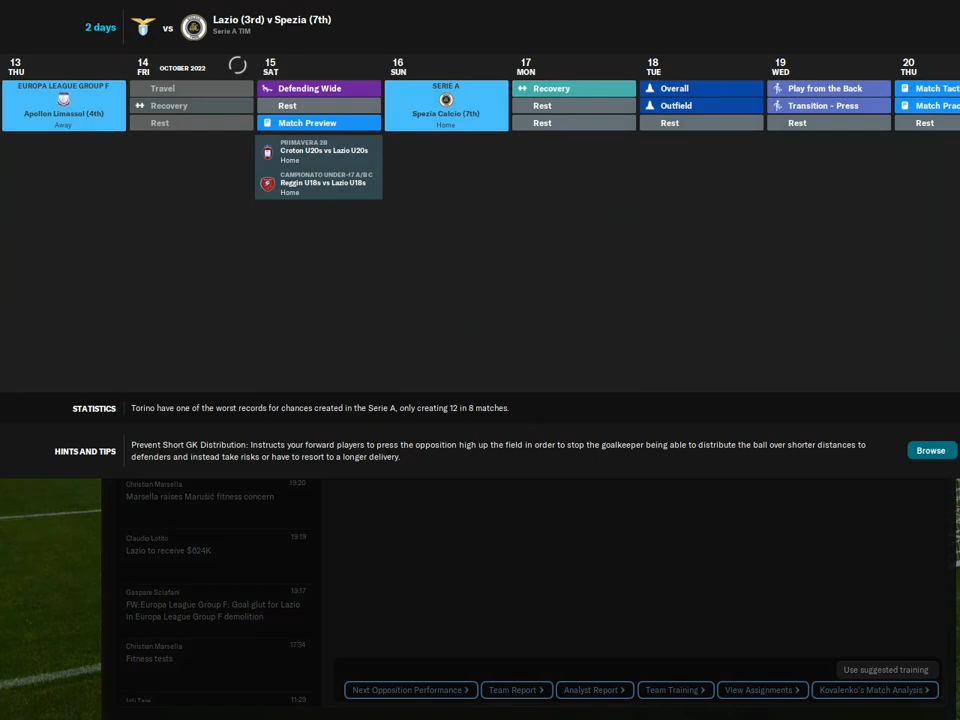 2 days
vs
Lazio (3rd) v Spezia (7th)
Serie A TIM
13
THU
14
FRI
OCTOBER 2022
15
SAT
16
SUN
17
MON
18
TUE
19
WED
20
THU
EUROPA LEAGUE GROUP F
Apollon Limassol (4th)
Away
Travel
Recovery
Rest
Defending Wide
Rest
Match Preview
PRIMAVERA 2B
Croton U20s vs Lazio U20s
Home
CAMPIONATO UNDER-17 A/B C
Reggin U18s vs Lazio U18s
Home
SERIE A
Spezia Calcio (7th)
Home
Recovery
Rest
Rest
Overall
Outfield
Rest
Play from the Back
Transition - Press
Rest
Match Tact
Match Prac
Rest
STATISTICS
Torino have one of the worst records for chances created in the Serie A, only creating 12 in 8 matches.
HINTS AND TIPS
Prevent Short GK Distribution: Instructs your forward players to press the opposition high up the field in order to stop the goalkeeper being able to distribute the ball over shorter distances to
defenders and instead take risks or have to resort to a longer delivery.
Browse
Christian Marsella
19:20
Marsella raises Marušić fitness concern
Claudio Lotito
19:19
Lazio to receive $624K
Gaspare Sclafani
19:17
FW:Europa League Group F: Goal glut for Lazio
in Europa League Group F demolition
Christian Marsella
17:34
Fitness tests
11:29
Use suggested training
Next Opposition Performance >
Team Report >
Analyst Report >
Team Training >
View Assignments >
Kovalenko's Match Analysis >